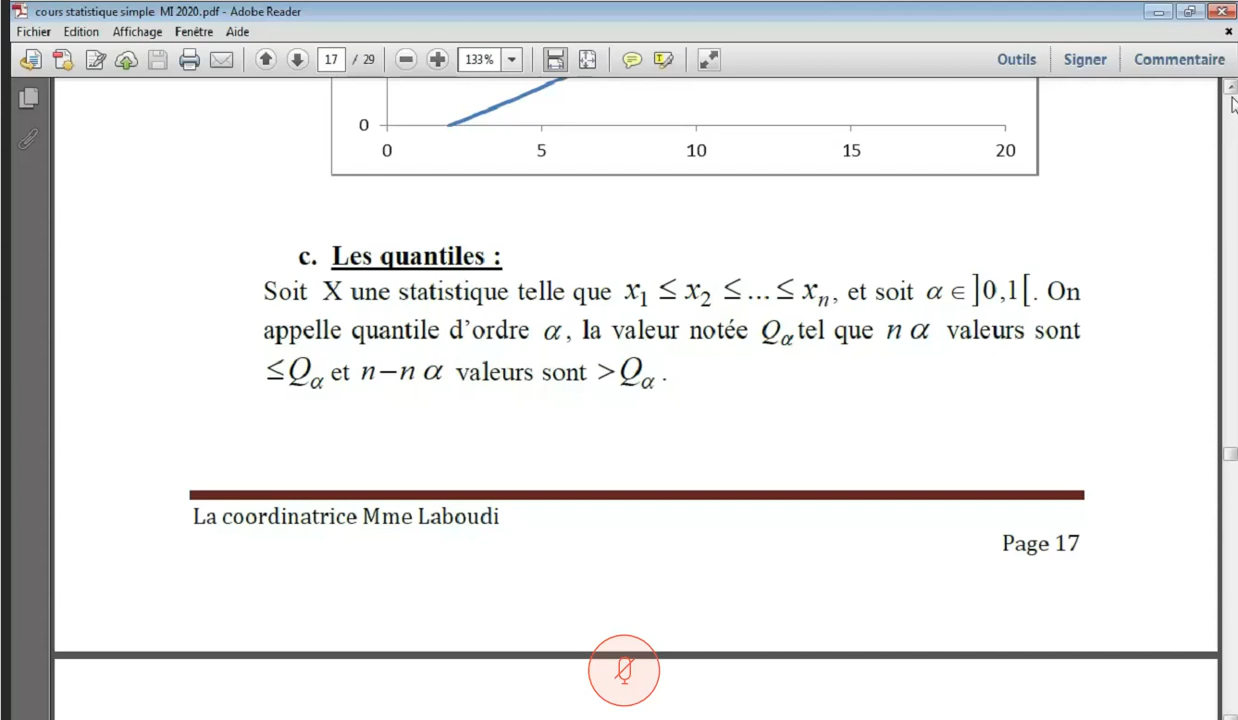 cours statistique simple MI 2020.pdf - Adobe Reader
Fichier Edition Affichage Fenêtre Aide
17 / 29 133% Outils Signer Commentaire
0
0 5 10 15 20
c. Les quantiles :
Soit X une statistique telle que x₁ ≤ x₂ ≤ ... ≤ xₙ, et soit α ∈ ]0,1[. On
appelle quantile d’ordre α, la valeur notée Q_α tel que n α valeurs sont
≤ Q_α et n − n α valeurs sont > Q_α .
La coordinatrice Mme Laboudi
Page 17